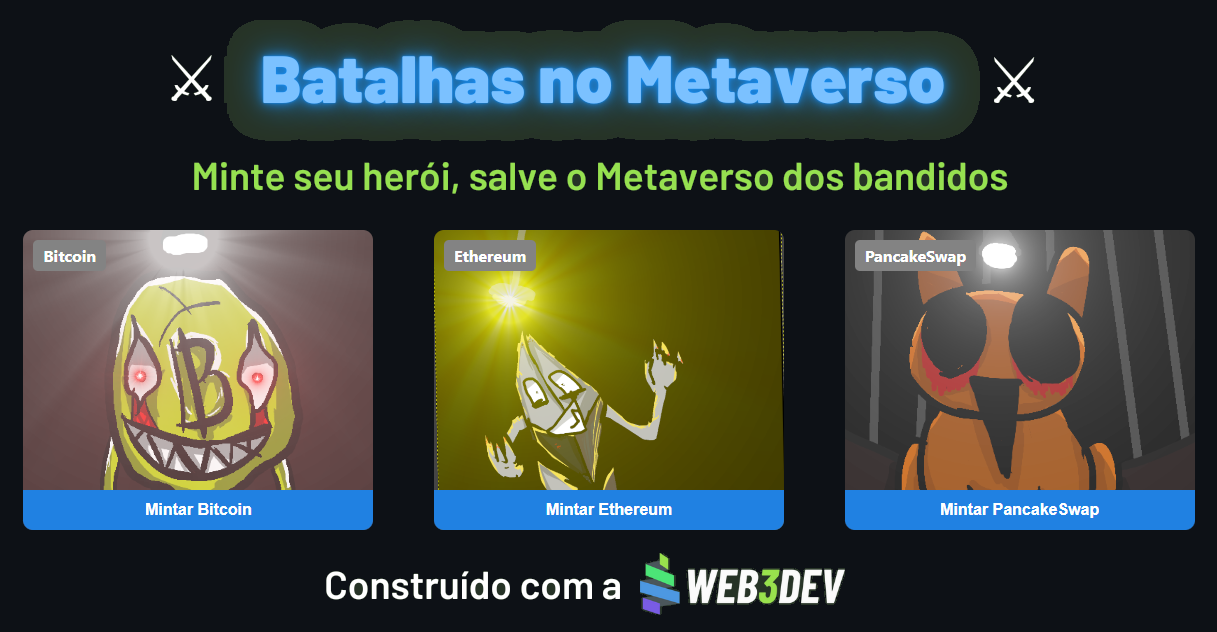 Batalhas no Metaverso
Minte seu herói, salve o Metaverso dos bandidos
Bitcoin
Ethereum
PancakeSwap
B
Mintar Bitcoin
Mintar Ethereum
Mintar PancakeSwap
Construído com a WEB3DEV